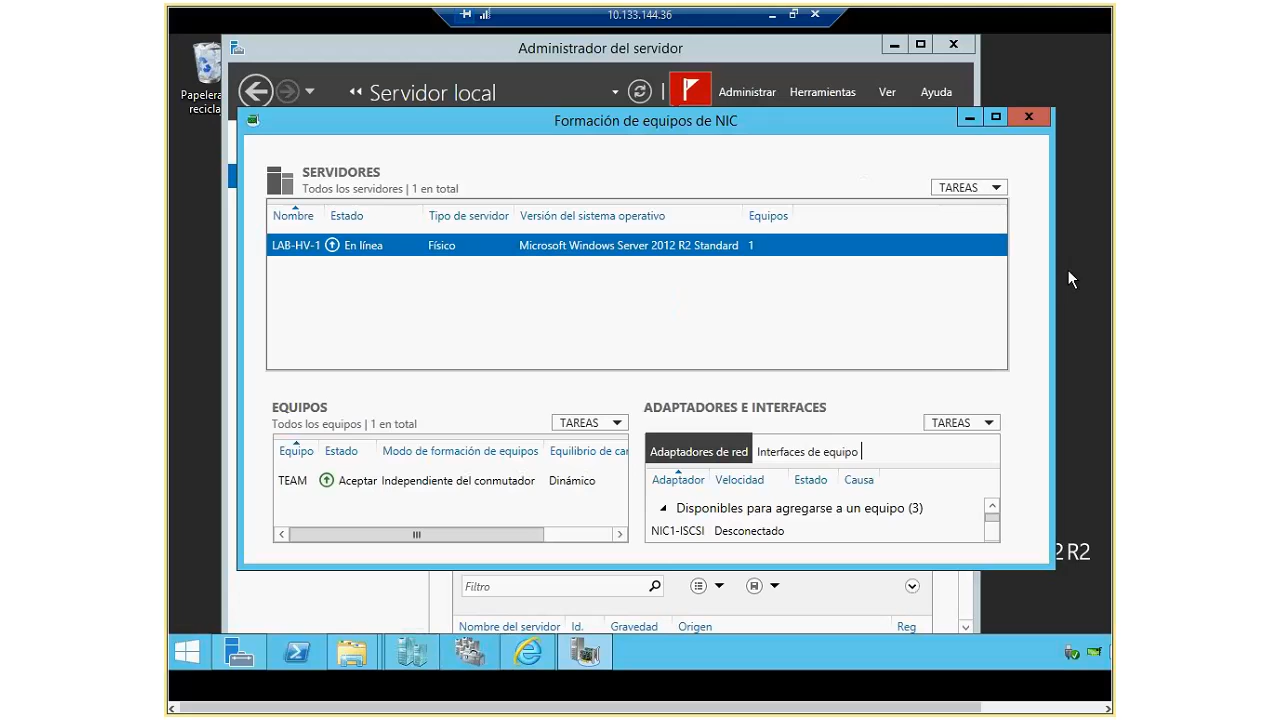 10.133.144.36
Administrador del servidor
Papelera
recicla
Servidor local
Administrar Herramientas Ver Ayuda
Formación de equipos de NIC
SERVIDORES
Todos los servidores | 1 en total
TAREAS
Nombre Estado Tipo de servidor Versión del sistema operativo Equipos
LAB-HV-1 En línea Físico Microsoft Windows Server 2012 R2 Standard 1
EQUIPOS
Todos los equipos | 1 en total
TAREAS
Equipo Estado Modo de formación de equipos Equilibrio de car
TEAM Aceptar Independiente del conmutador Dinámico
ADAPTADORES E INTERFACES
TAREAS
Adaptadores de red Interfaces de equipo
Adaptador Velocidad Estado Causa
Disponibles para agregarse a un equipo (3)
NIC1-ISCSI Desconectado
2 R2
Filtro
Nombre del servidor Id. Gravedad Origen Reg